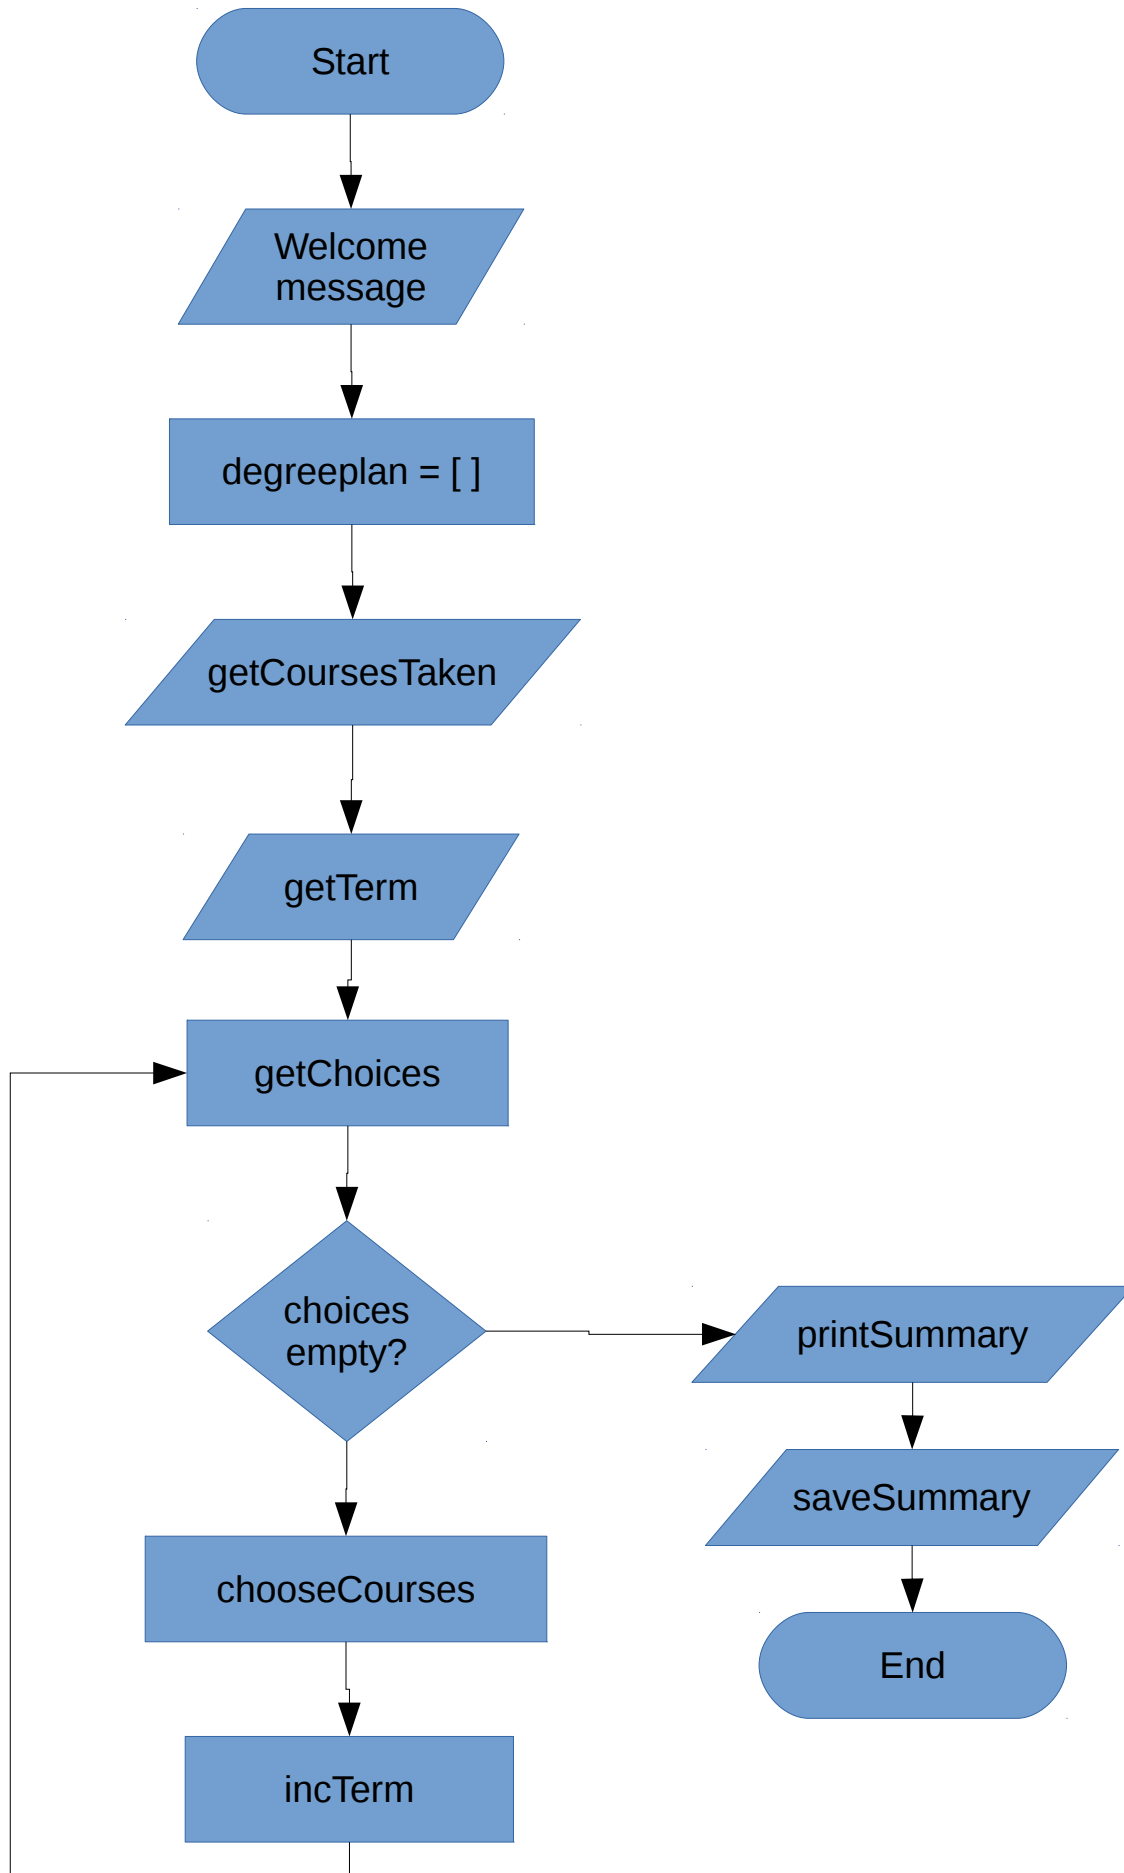 Start
Welcome
message
degreeplan = [ ]
getCoursesTaken
getTerm
getChoices
choices
empty?
printSummary
saveSummary
chooseCourses
End
incTerm